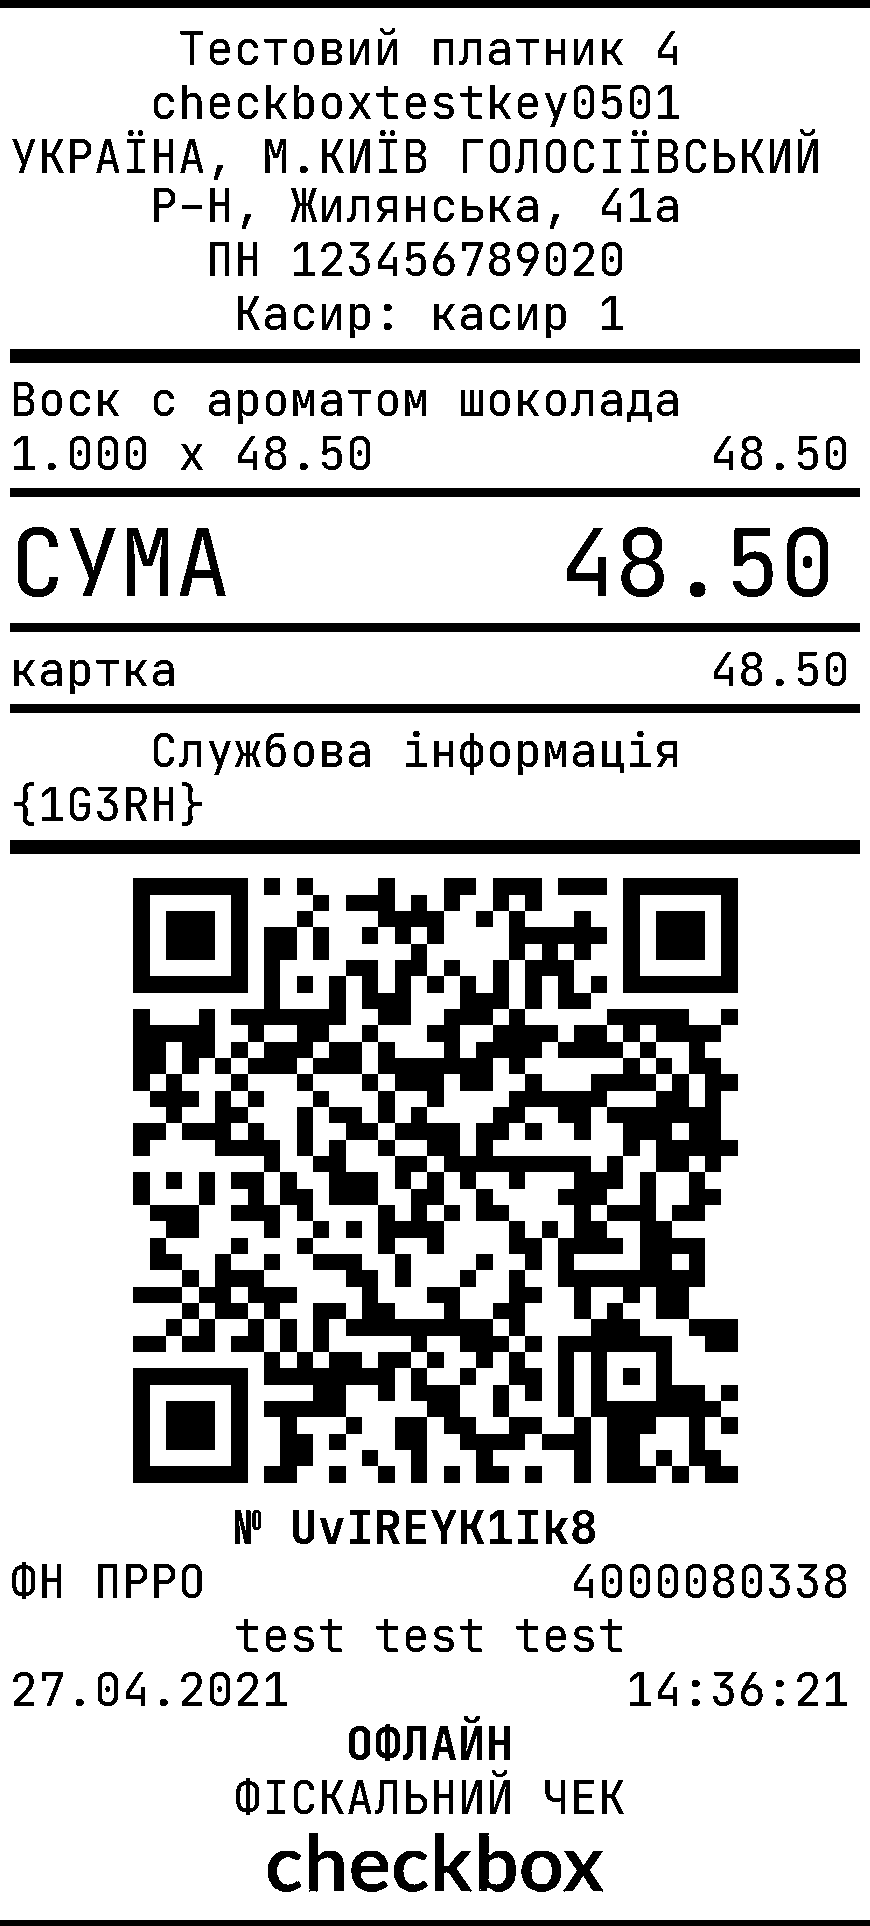 Тестовий платник 4
checkboxtestkey0501
УКРАЇНА, М.КИЇВ ГОЛОСІЇВСЬКИЙ
Р-Н, Жилянська, 41а
ПН 123456789020
Касир: касир 1
Воск с ароматом шоколада
1.000 x 48.50 48.50
СУМА 48.50
картка 48.50
Службова інформація
{1G3RH}
№ UvIREYK1Ik8
ФН ПРРО 4000080338
test test test
27.04.2021 14:36:21
ОФЛАЙН
ФІСКАЛЬНИЙ ЧЕК
checkbox